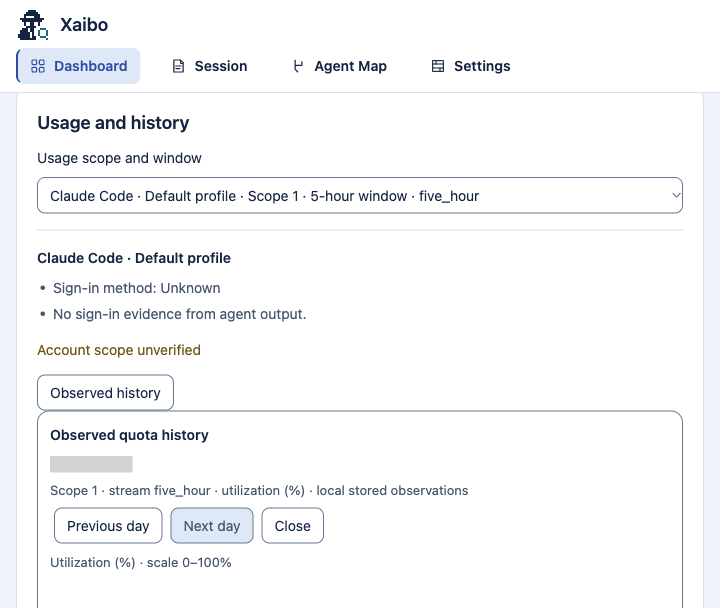 Xaibo
Dashboard
Session
Agent Map
Settings
Usage and history
Usage scope and window
Claude Code · Default profile · Scope 1 · 5-hour window · five_hour
Claude Code · Default profile
• Sign-in method: Unknown
• No sign-in evidence from agent output.
Account scope unverified
Observed history
Observed quota history
Scope 1 · stream five_hour · utilization (%) · local stored observations
Previous day
Next day
Close
Utilization (%) · scale 0–100%